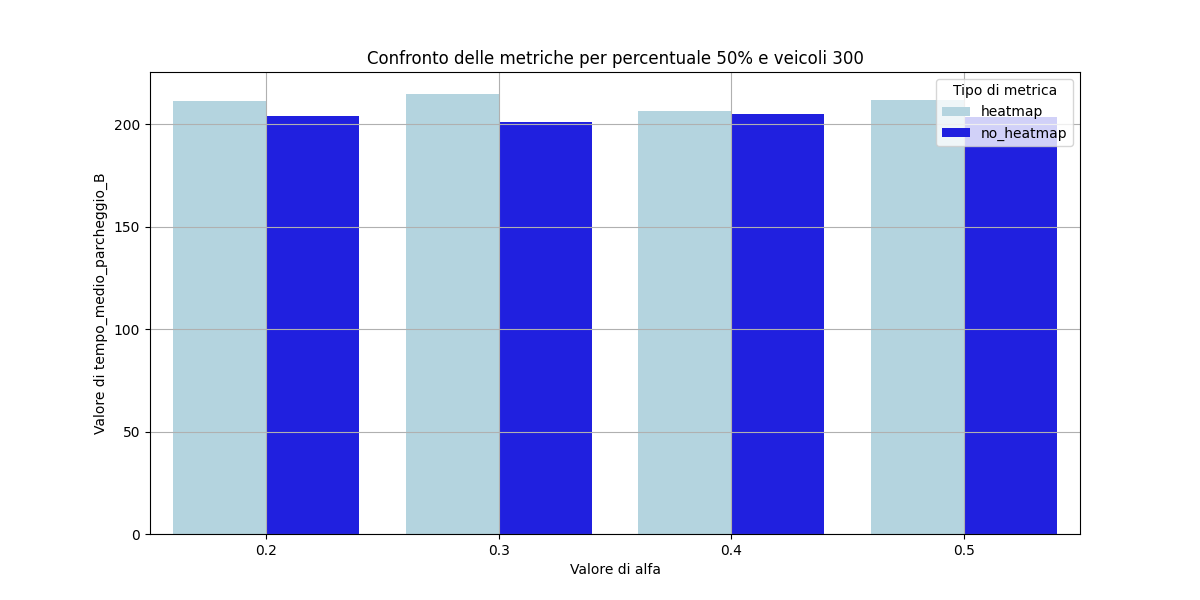 Confronto delle metriche per percentuale 50% e veicoli 300
Valore di tempo_medio_parcheggio_B
200
150
100
50
0
Tipo di metrica
heatmap
no_heatmap
0.2
0.3
0.4
0.5
Valore di alfa